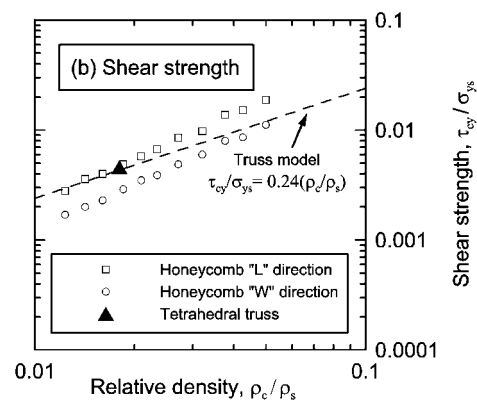 0.1
(b) Shear strength
0.01
Truss model
τcy/σys= 0.24(ρc/ρs)
Shear strength, τcy/σys
0.001
Honeycomb "L" direction
Honeycomb "W" direction
Tetrahedral truss
0.0001
0.01
0.1
Relative density, ρc/ρs